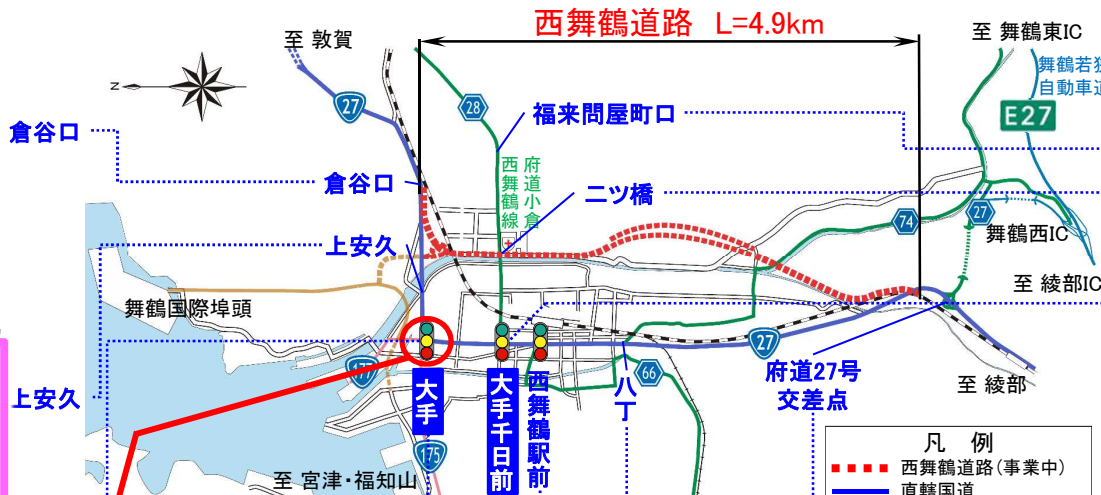 西舞鶴道路 L=4.9km
至 敦賀
至 舞鶴東IC
N
27
28
舞鶴若狭
自動車道
E27
倉谷口
福来問屋町口
倉谷口
府道小倉
西舞鶴線
二ツ橋
74
27
上安久
舞鶴西IC
舞鶴国際埠頭
至 綾部IC
177
27
上安久
大手
大手千日前
西舞鶴駅前
八丁
66
府道27号
交差点
至 綾部
175
至 宮津・福知山
凡 例
西舞鶴道路(事業中)
直轄国道